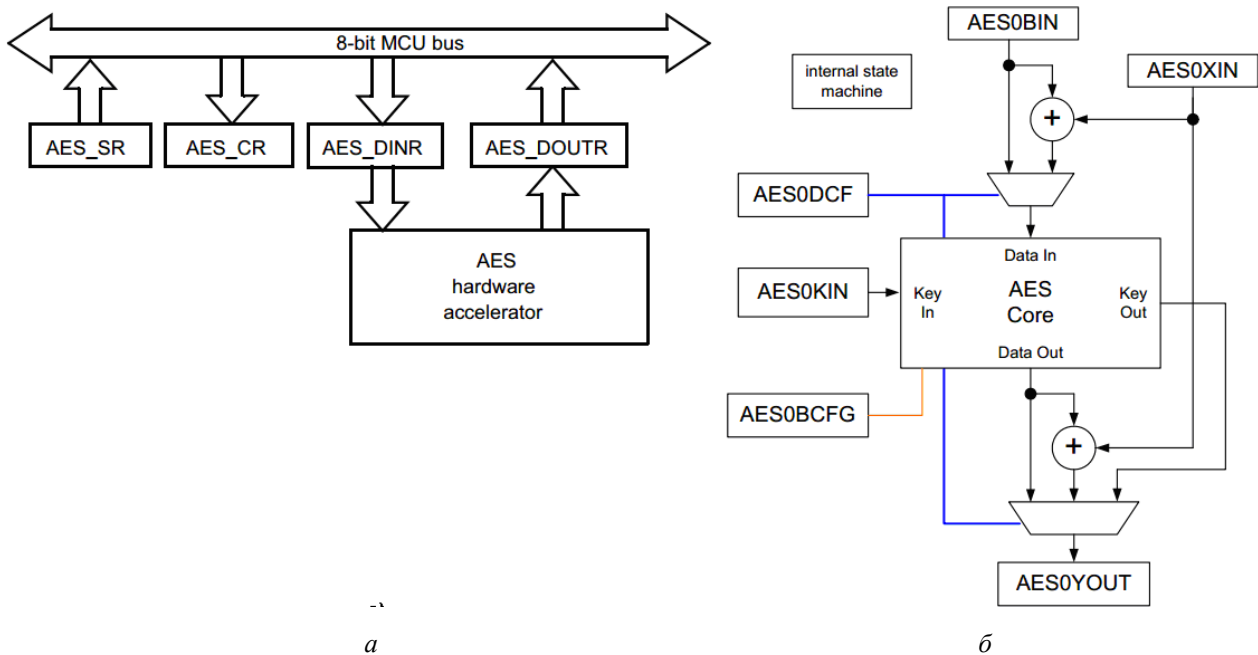 8-bit MCU bus
AES_SR
AES_CR
AES_DINR
AES_DOUTR
AES
hardware
accelerator
а
AES0BIN
internal state
machine
AES0XIN
+
AES0DCF
Data In
AES0KIN
Key
In
AES
Core
Key
Out
Data Out
AES0BCFG
+
AES0YOUT
б